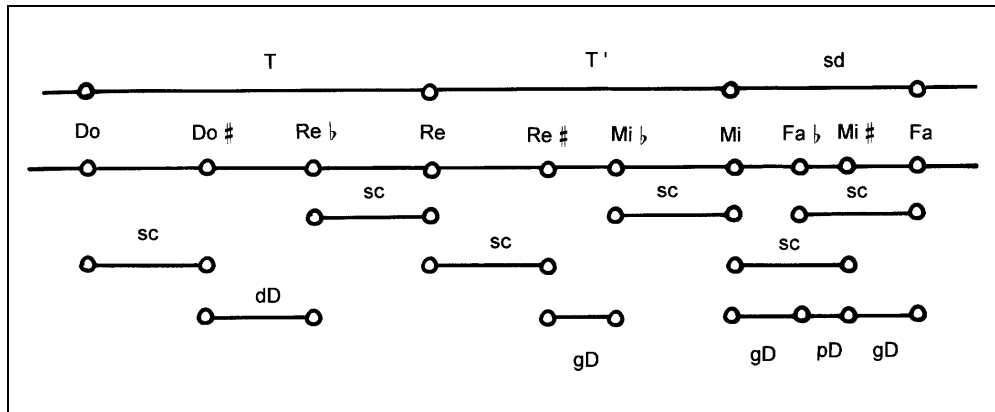 T T' sd
Do Do ♯ Re ♭ Re Re ♯ Mi ♭ Mi Fa ♭ Mi ♯ Fa
sc sc sc
sc sc sc
dD
gD gD pD gD